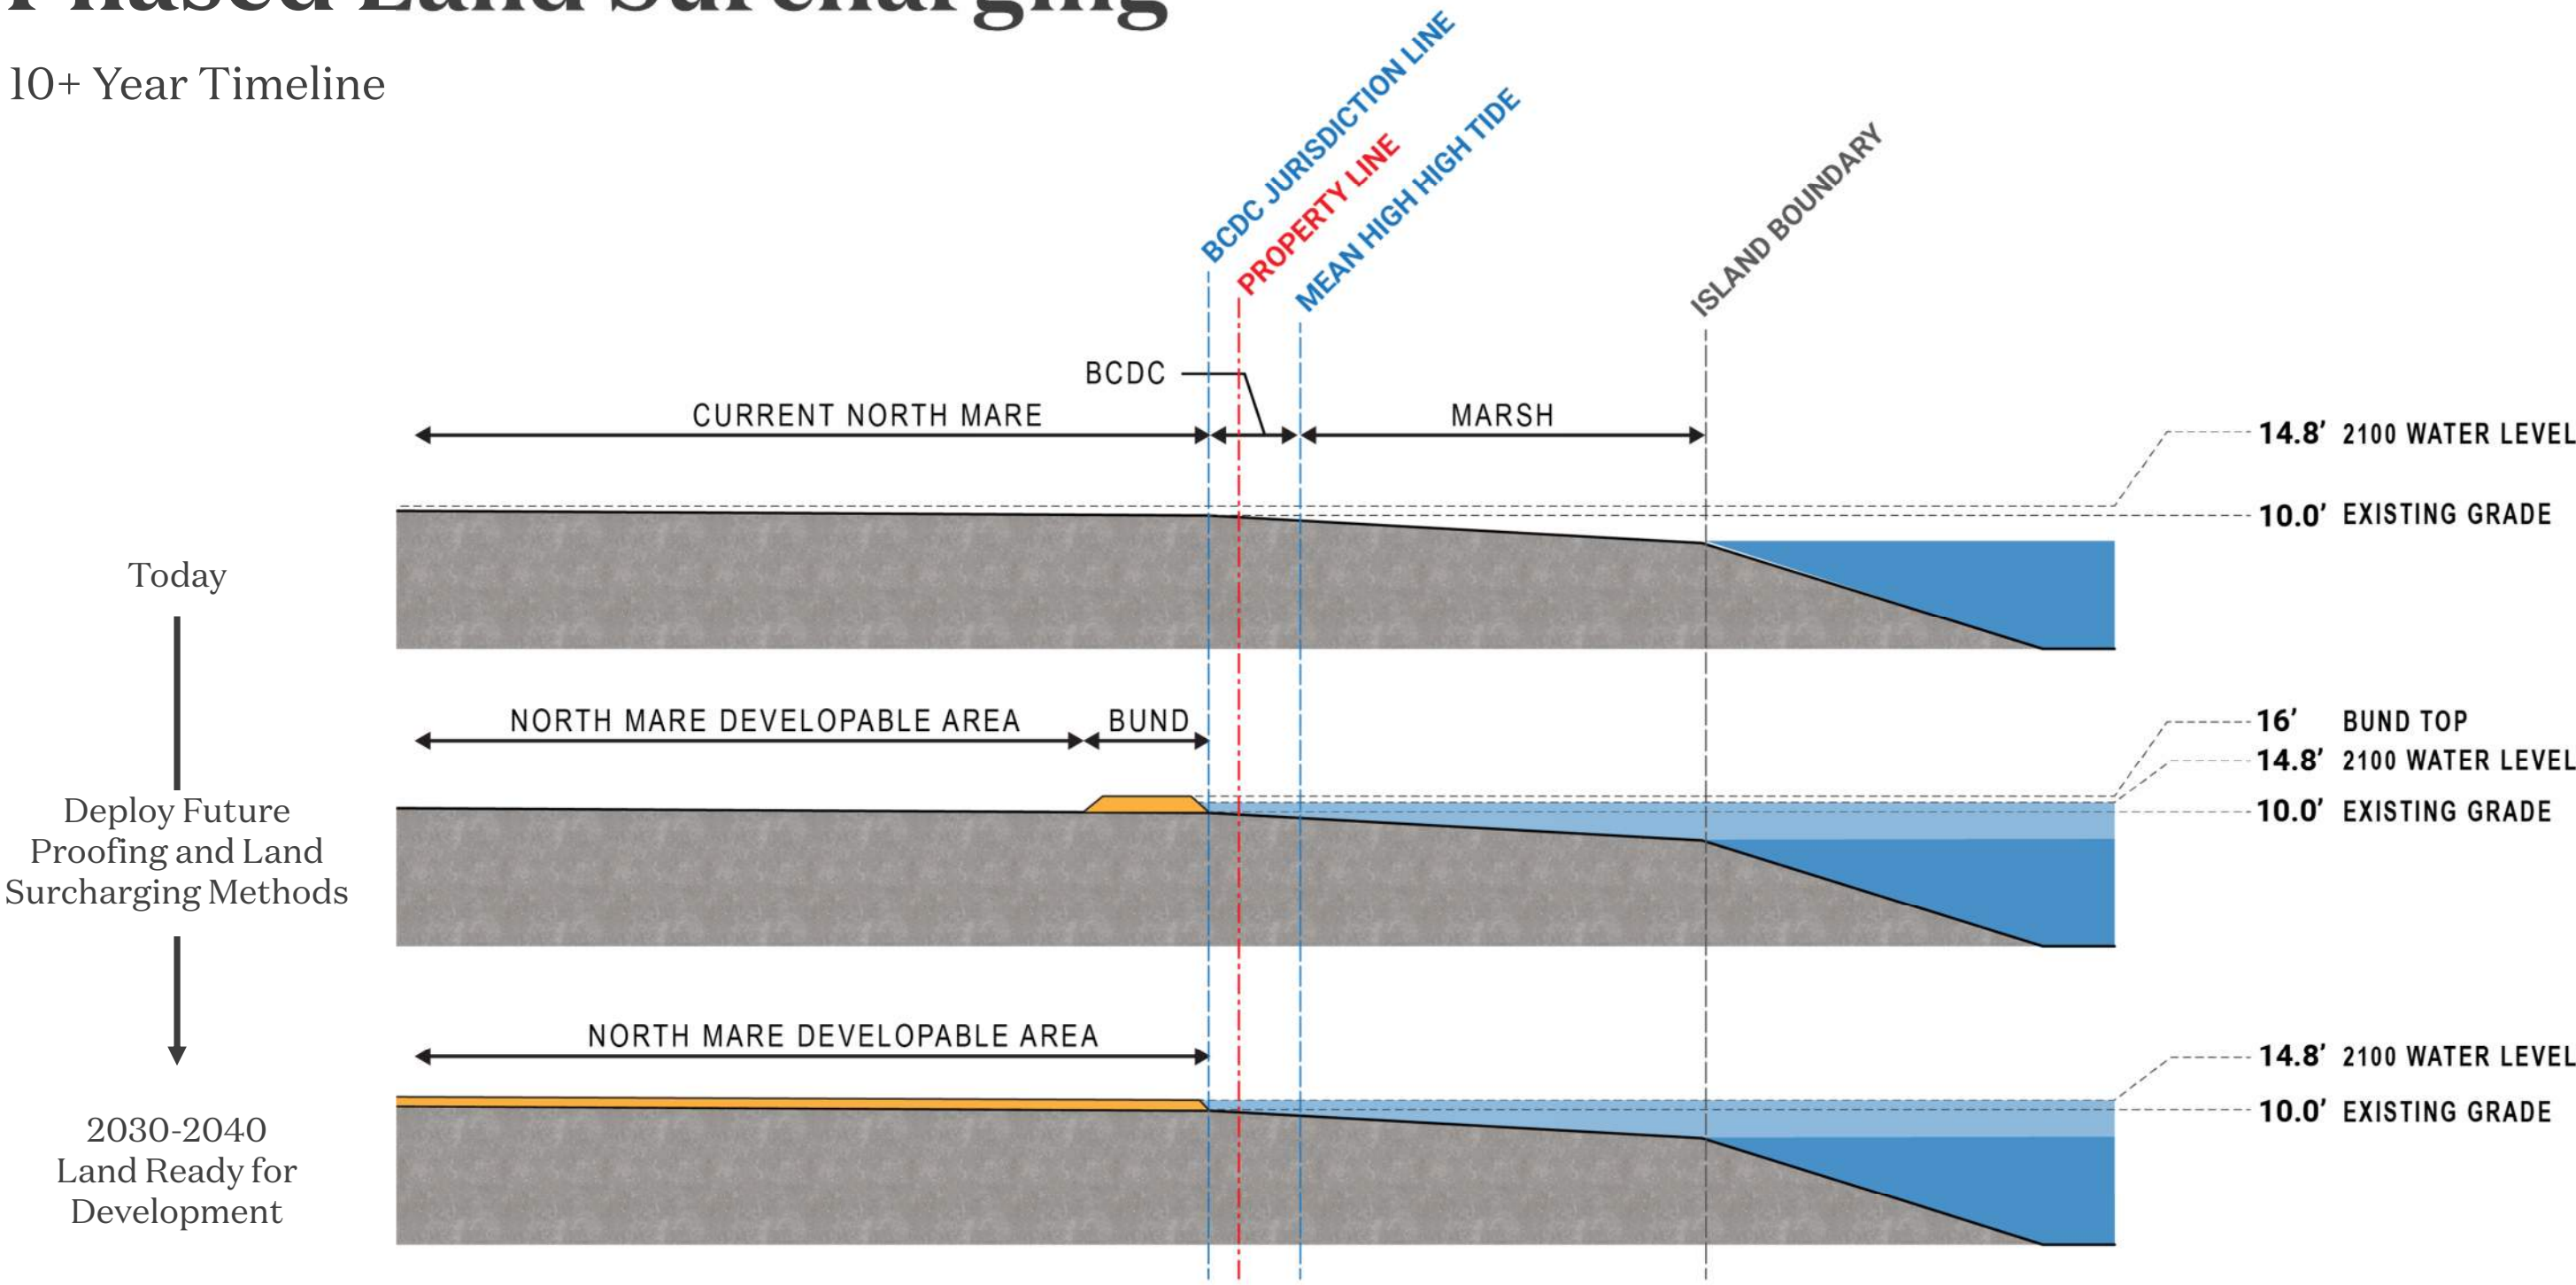 Phased Land Surcharging
10+ Year Timeline
BCDC JURISDICTION LINE
PROPERTY LINE
MEAN HIGH HIGH TIDE
ISLAND BOUNDARY
BCDC
CURRENT NORTH MARE
MARSH
14.8’ 2100 WATER LEVEL
10.0’ EXISTING GRADE
Today
NORTH MARE DEVELOPABLE AREA
BUND
16’ BUND TOP
14.8’ 2100 WATER LEVEL
10.0’ EXISTING GRADE
Deploy Future
Proofing and Land
Surcharging Methods
NORTH MARE DEVELOPABLE AREA
14.8’ 2100 WATER LEVEL
10.0’ EXISTING GRADE
2030-2040
Land Ready for
Development